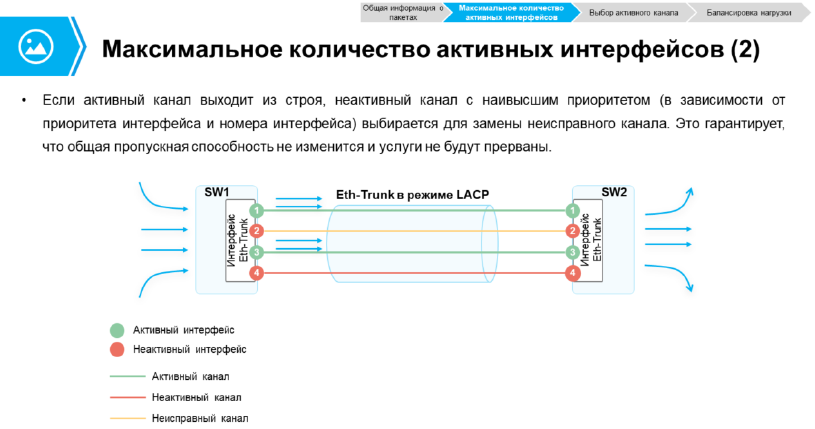 Общая информация о
пакетах
Максимальное количество
активных интерфейсов
Выбор активного канала
Балансировка нагрузки
Максимальное количество активных интерфейсов (2)
• Если активный канал выходит из строя, неактивный канал с наивысшим приоритетом (в зависимости от
приоритета интерфейса и номера интерфейса) выбирается для замены неисправного канала. Это гарантирует,
что общая пропускная способность не изменится и услуги не будут прерваны.
SW1
Eth-Trunk в режиме LACP
SW2
Интерфейс
Eth-Trunk
1
2
3
4
1
2
3
4
Интерфейс
Eth-Trunk
Активный интерфейс
Неактивный интерфейс
Активный канал
Неактивный канал
Неисправный канал